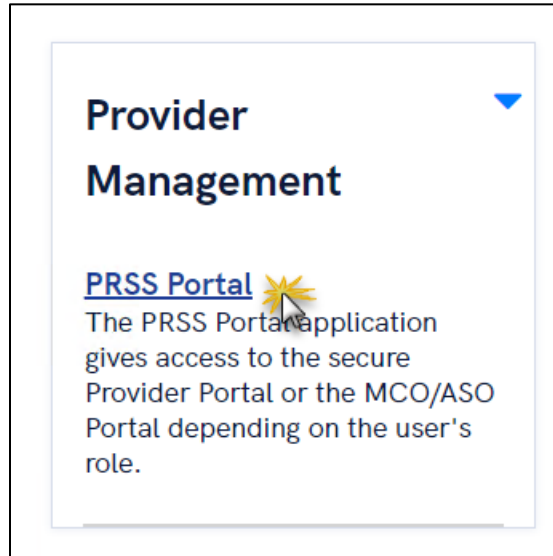 Provider
Management
PRSS Portal
The PRSS Portal application
gives access to the secure
Provider Portal or the MCO/ASO
Portal depending on the user's
role.